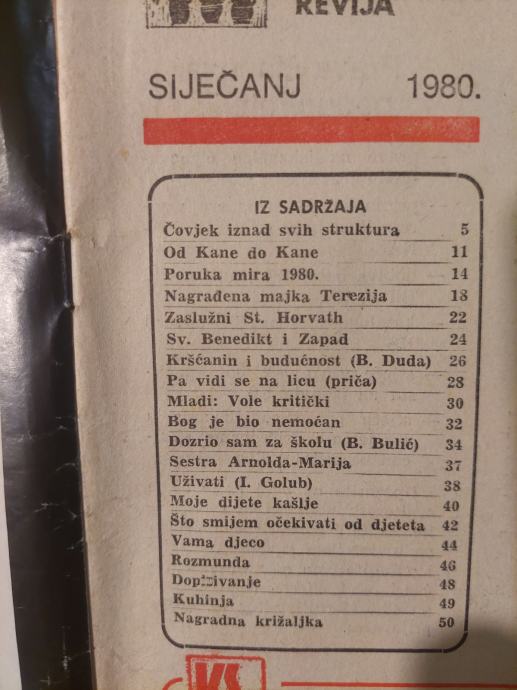 REVIJA
SIJEČANJ 1980.
IZ SADRŽAJA
Čovjek iznad svih struktura 5
Od Kane do Kane 11
Poruka mira 1980. 14
Nagrađena majka Terezija 18
Zaslužni St. Horvath 22
Sv. Benedikt i Zapad 24
Kršćanin i budućnost (B. Duda) 26
Pa vidi se na licu (priča) 28
Mladi: Vole kritički 30
Bog je bio nemoćan 32
Dozrio sam za školu (B. Bulić) 34
Sestra Arnolda-Marija 37
Uživati (I. Golub) 38
Moje dijete kašlje 40
Što smijem očekivati od djeteta 42
Vama djeco 44
Rozmunda 46
Dopisivanje 48
Kuhinja 49
Nagradna križaljka 50